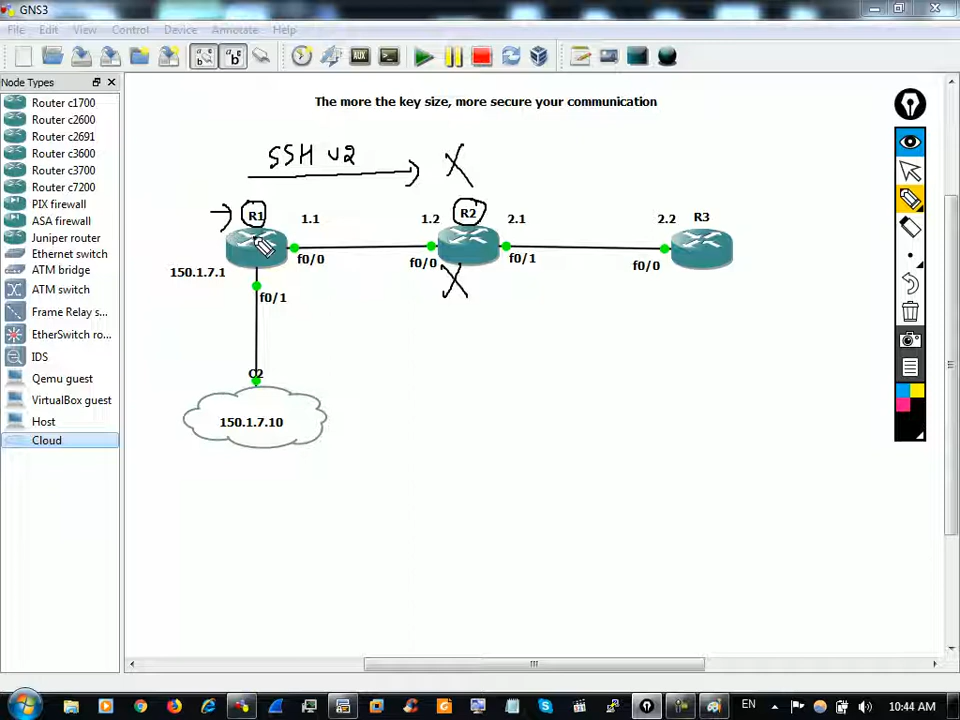 GNS3
File Edit View Control Device Annotate Help
Node Types
Router c1700
Router c2600
Router c2691
Router c3600
Router c3700
Router c7200
PIX firewall
ASA firewall
Juniper router
Ethernet switch
ATM bridge
ATM switch
Frame Relay s...
EtherSwitch ro...
IDS
Qemu guest
VirtualBox guest
Host
Cloud
The more the key size, more secure your communication
SSH v2
X
R1
1.1
1.2
R2
2.1
2.2
R3
150.1.7.1
f0/0
f0/0
f0/1
f0/0
X
f0/1
C2
150.1.7.10
AUX
EN
10:44 AM